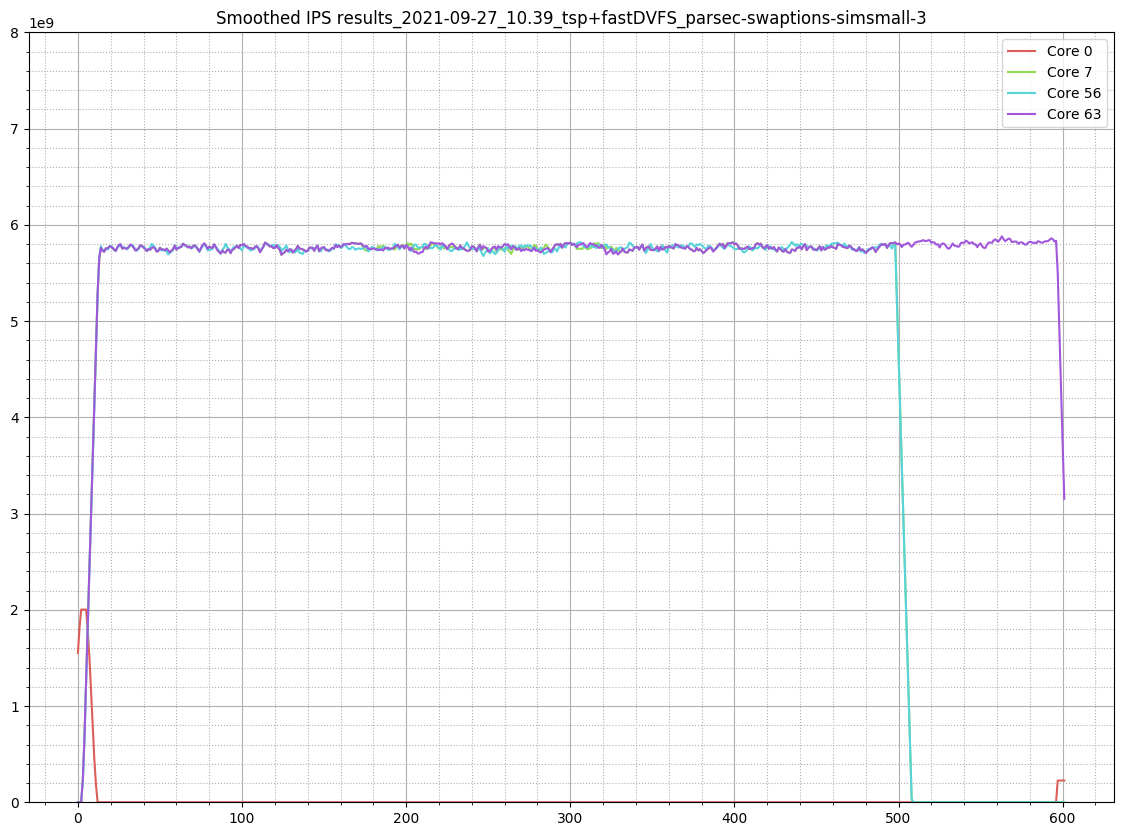 Smoothed IPS results_2021-09-27_10.39_tsp+fastDVFS_parsec-swaptions-simsmall-3
1e9
8
7
6
5
4
3
2
1
0
Core 0
Core 7
Core 56
Core 63
0 100 200 300 400 500 600